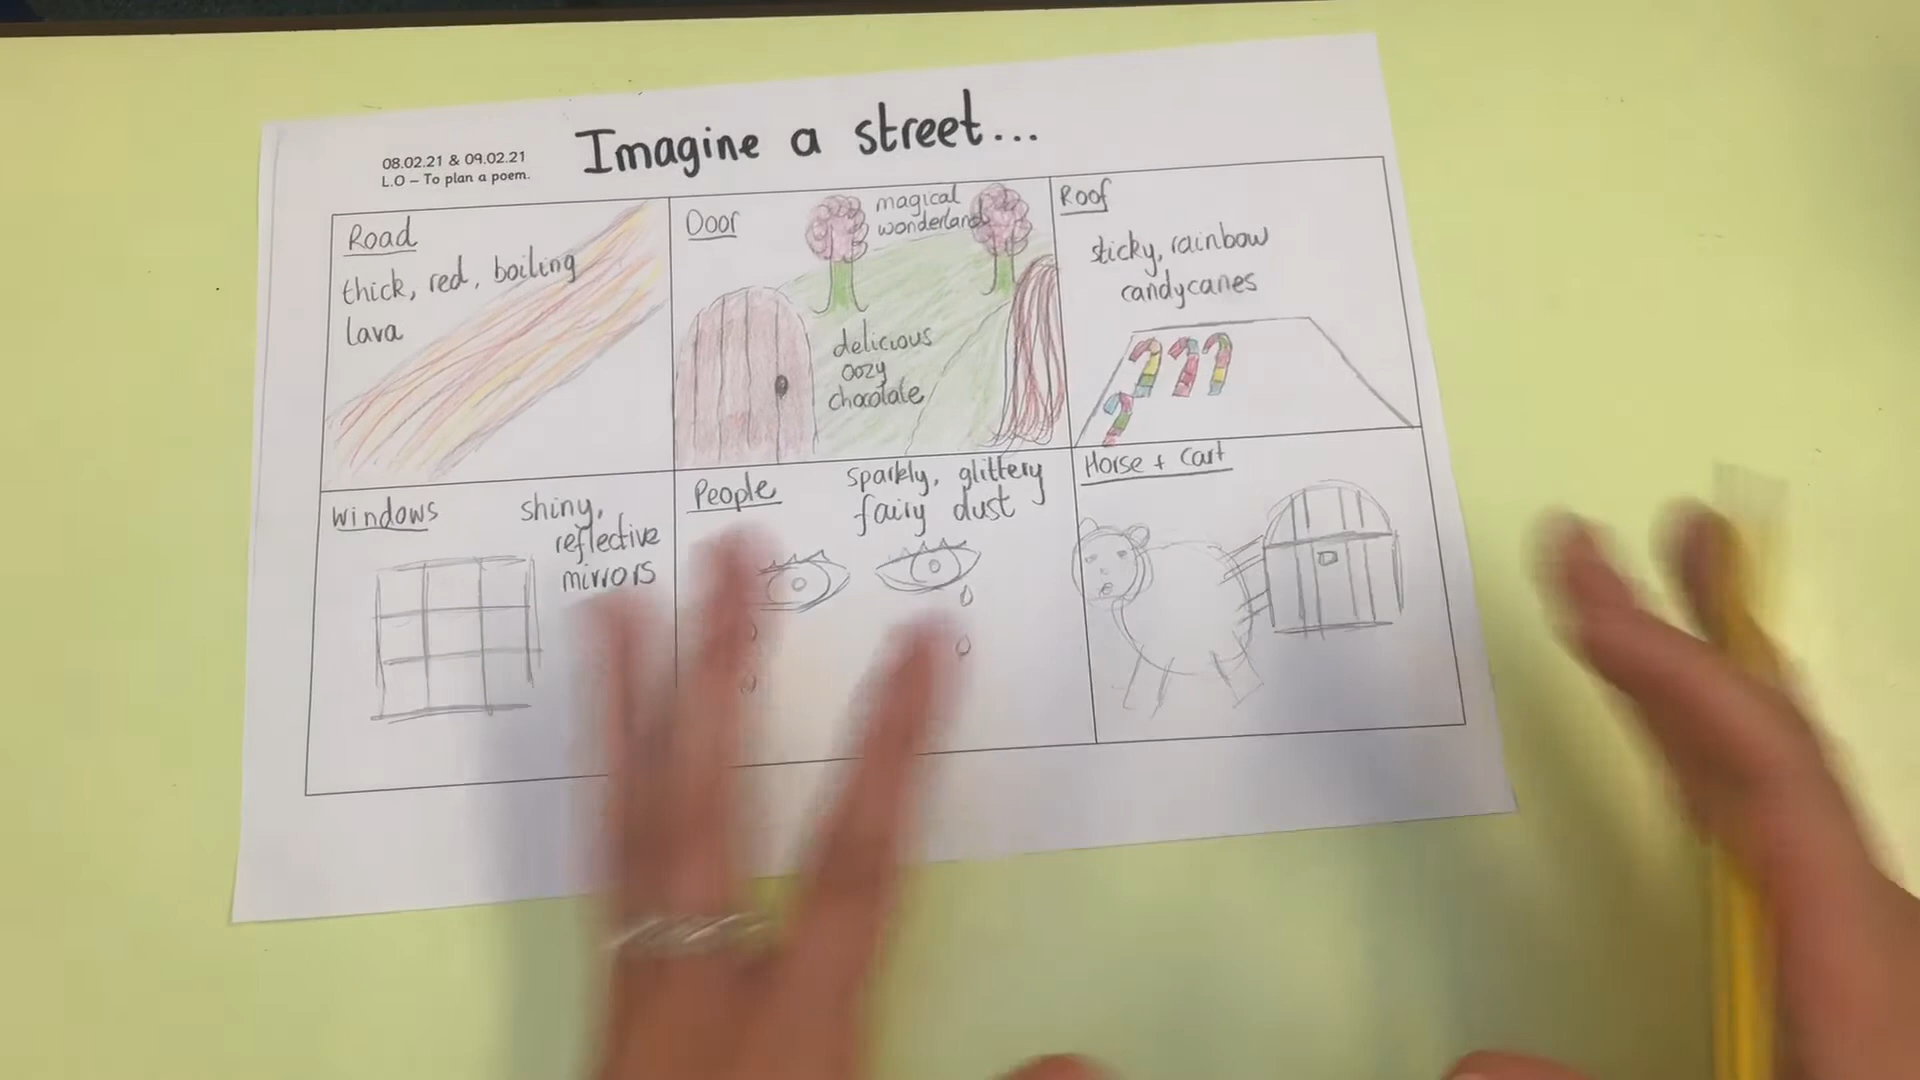 Imagine a street...
08.02.21 & 09.02.21
L.O – To plan a poem.
Road
thick, red, boiling
lava
Door
magical
wonderland
delicious
oozy
chocolate
Roof
sticky, rainbow
candycanes
Windows
shiny,
reflective
mirrors
People
sparkly, glittery
fairy dust
Horse + Cart